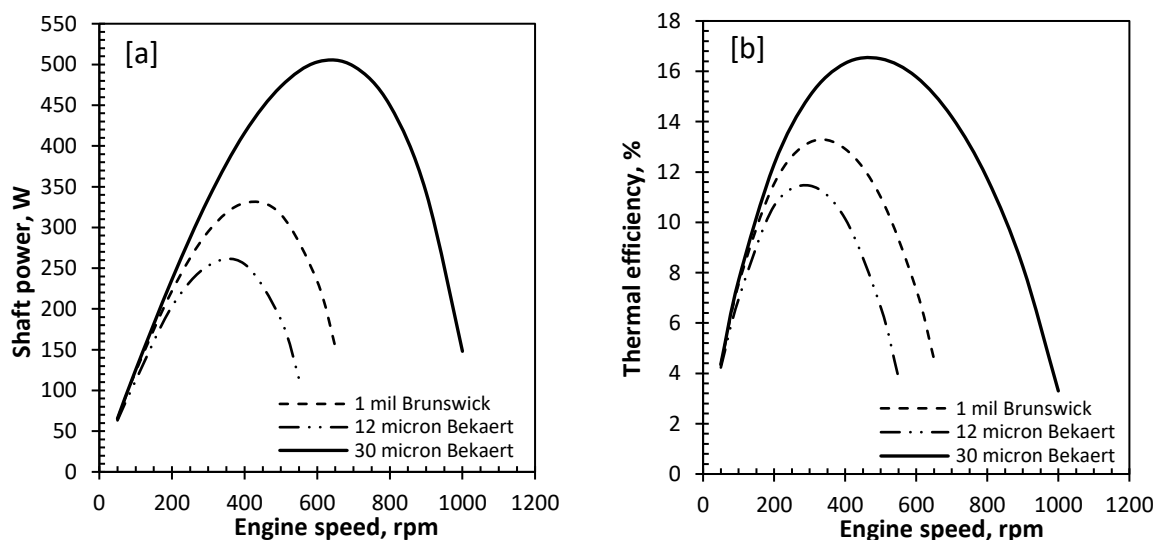 [a]
Shaft power, W
550
500
450
400
350
300
250
200
150
100
50
0
0 200 400 600 800 1000 1200
Engine speed, rpm
1 mil Brunswick
12 micron Bekaert
30 micron Bekaert
[b]
Thermal efficiency, %
18
16
14
12
10
8
6
4
2
0
0 200 400 600 800 1000 1200
Engine speed, rpm
1 mil Brunswick
12 micron Bekaert
30 micron Bekaert